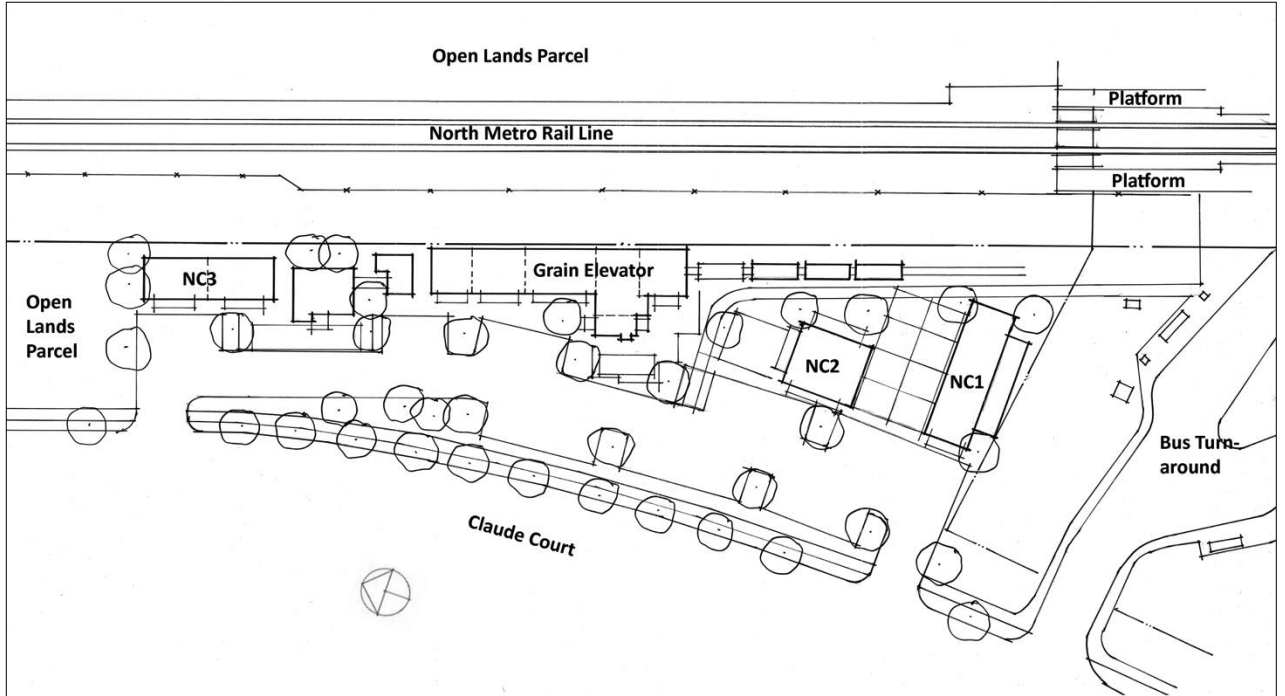 Open Lands Parcel
Platform
North Metro Rail Line
Platform
NC3
Grain Elevator
Open
Lands
Parcel
NC2
NC1
Bus Turn-
around
Claude Court